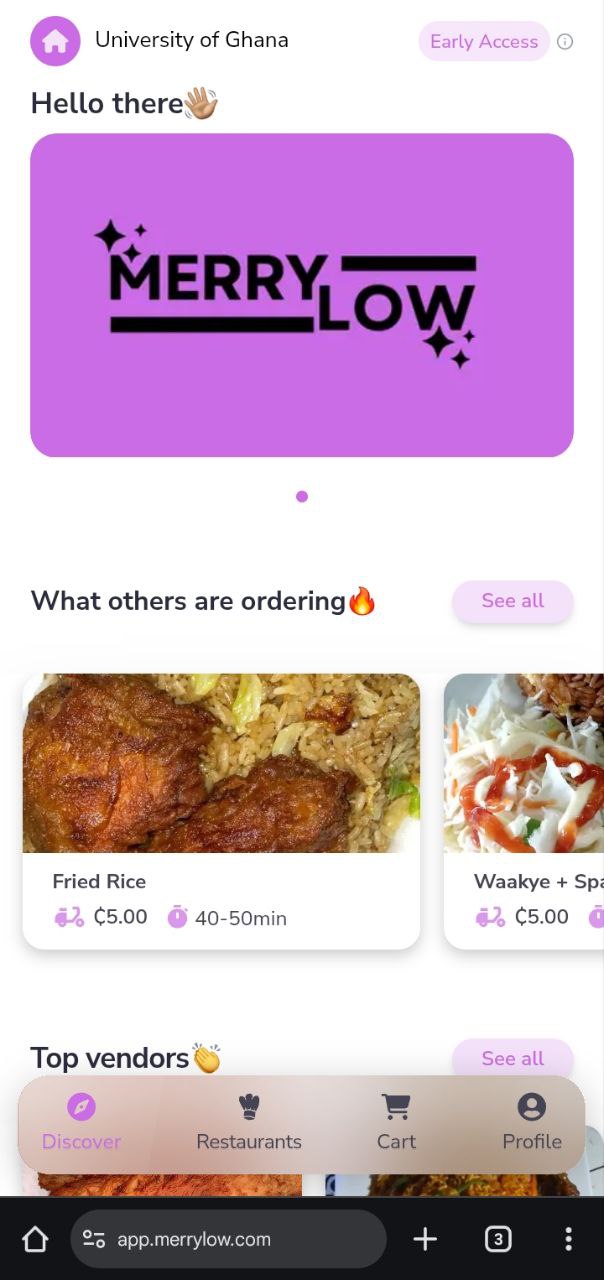 University of Ghana
Early Access
Hello there👋🏽
MERRY
LOW
What others are ordering🔥
See all
Fried Rice
₵5.00 40-50min
Waakye + Spa
₵5.00
Top vendors👏
See all
Discover
Restaurants
Cart
Profile
app.merrylow.com
3